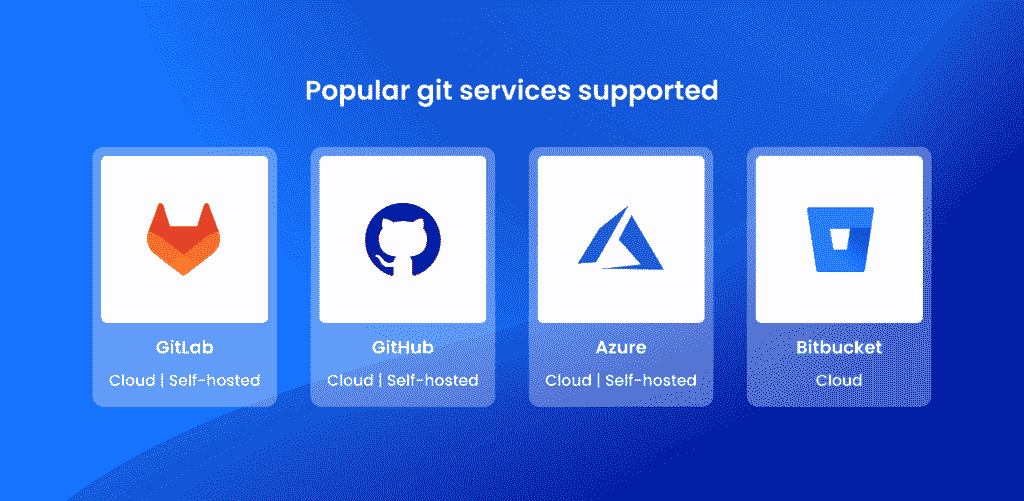 Popular git services supported
GitLab
Cloud | Self-hosted
GitHub
Cloud | Self-hosted
Azure
Cloud | Self-hosted
Bitbucket
Cloud